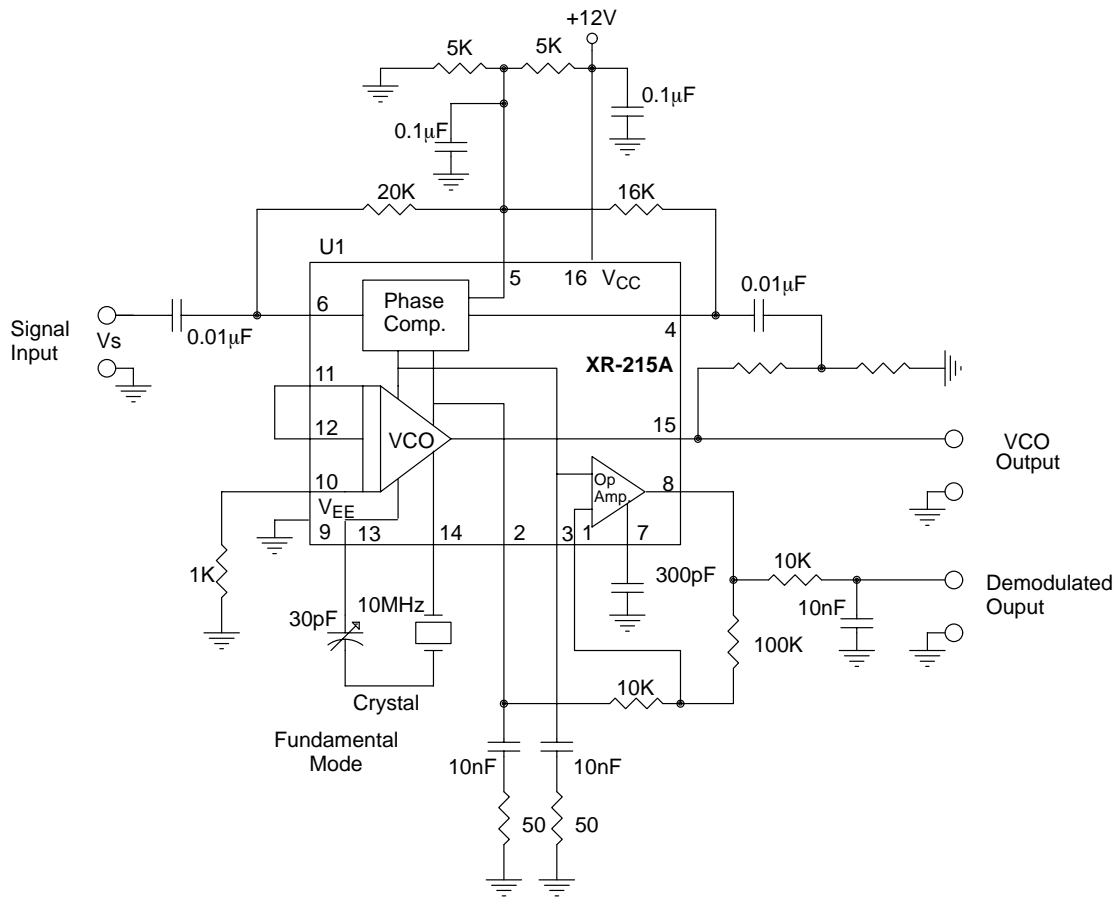 +12V
5K
5K
0.1μF
0.1μF
20K
16K
U1
5
16
VCC
0.01μF
6
Phase
Comp.
4
Signal
Input
Vs
0.01μF
XR-215A
11
12
VCO
15
VCO
Output
10
Op
Amp.
8
VEE
9
13
14
2
3
1
7
1K
30pF
10MHz
300pF
10K
10nF
Demodulated
Ouput
100K
10K
Crystal
Fundamental
Mode
10nF
10nF
50
50